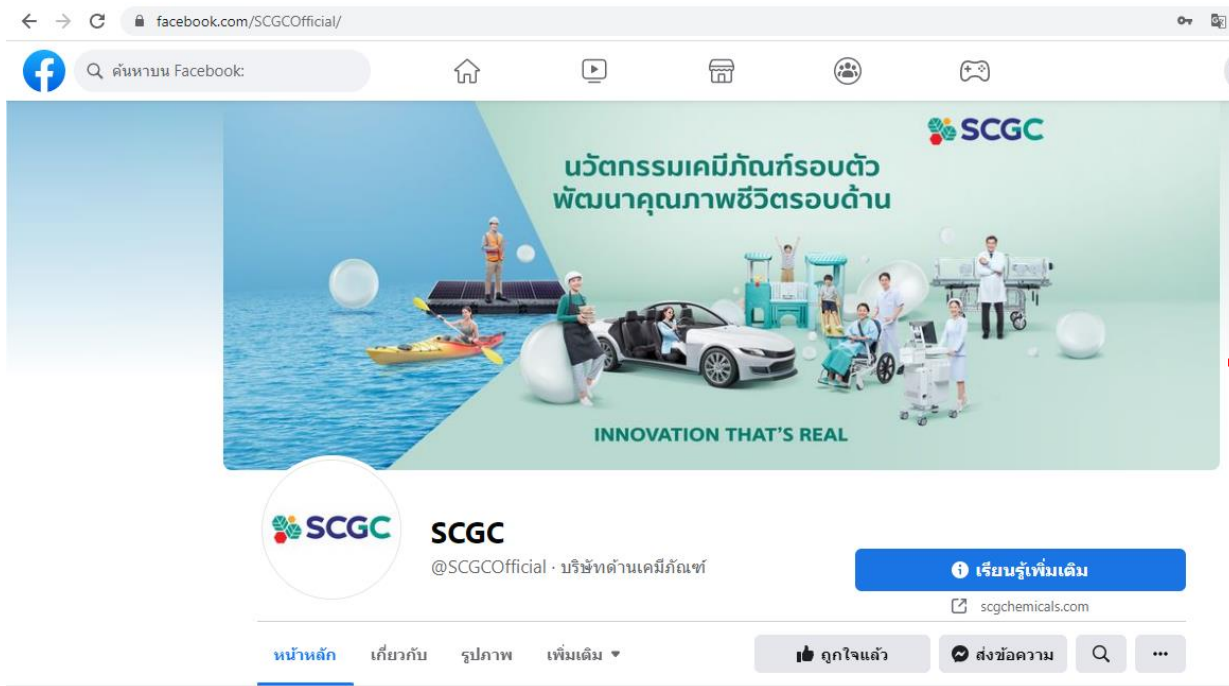 facebook.com/SCGCOfficial/
ค้นหาบน Facebook:
SCGC
นวัตกรรมเคมีภัณฑ์รอบตัว
พัฒนาคุณภาพชีวิตรอบด้าน
INNOVATION THAT'S REAL
SCGC
SCGC
@SCGCOfficial · บริษัทด้านเคมีภัณฑ์
เรียนรู้เพิ่มเติม
scgchemicals.com
หน้าหลัก เกี่ยวกับ รูปภาพ เพิ่มเติม ถูกใจแล้ว ส่งข้อความ